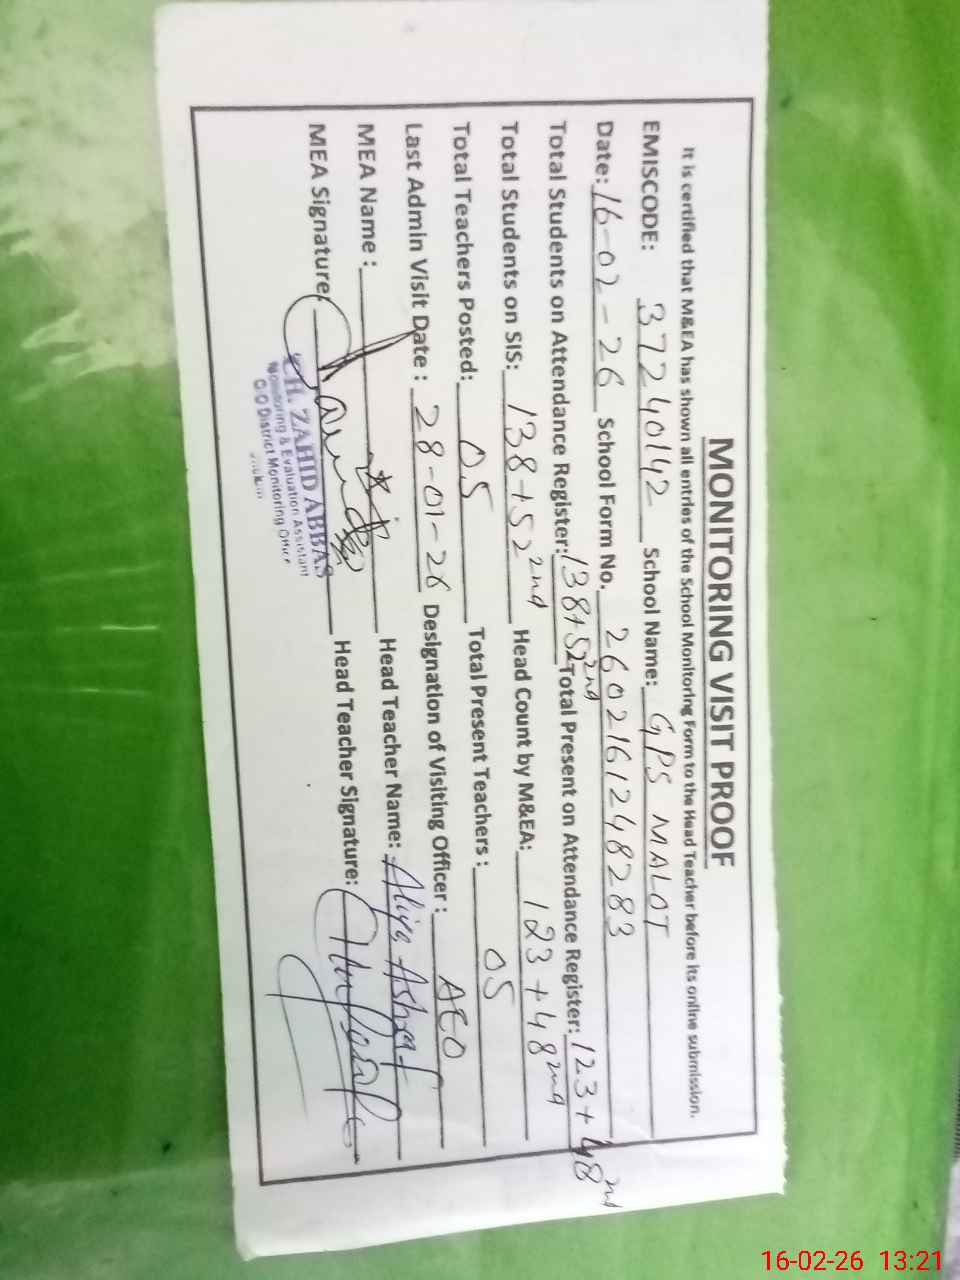 MONITORING VISIT PROOF
It is certified that M&EA has shown all entries of the School Monitoring Form to the Head Teacher before its online submission.
EMISCODE: 37240142 School Name: GPS MALOT
Date: 16-02-26 School Form No. 2602161248283
Total Students on Attendance Register: 138+52 2nd Total Present on Attendance Register: 123+48 2nd
Total Students on SIS: 138+52 2nd Head Count by M&EA: 123+48 2nd
Total Teachers Posted: 05 Total Present Teachers: 05
Last Admin Visit Date: 28-01-26 Designation of Visiting Officer: AEO
MEA Name: Head Teacher Name: Aliya Ashraf
MEA Signature: Head Teacher Signature:
CH. ZAHID ABBAS
Monitoring & Evaluation Assistant
O/O District Monitoring Office
16-02-26 13:21